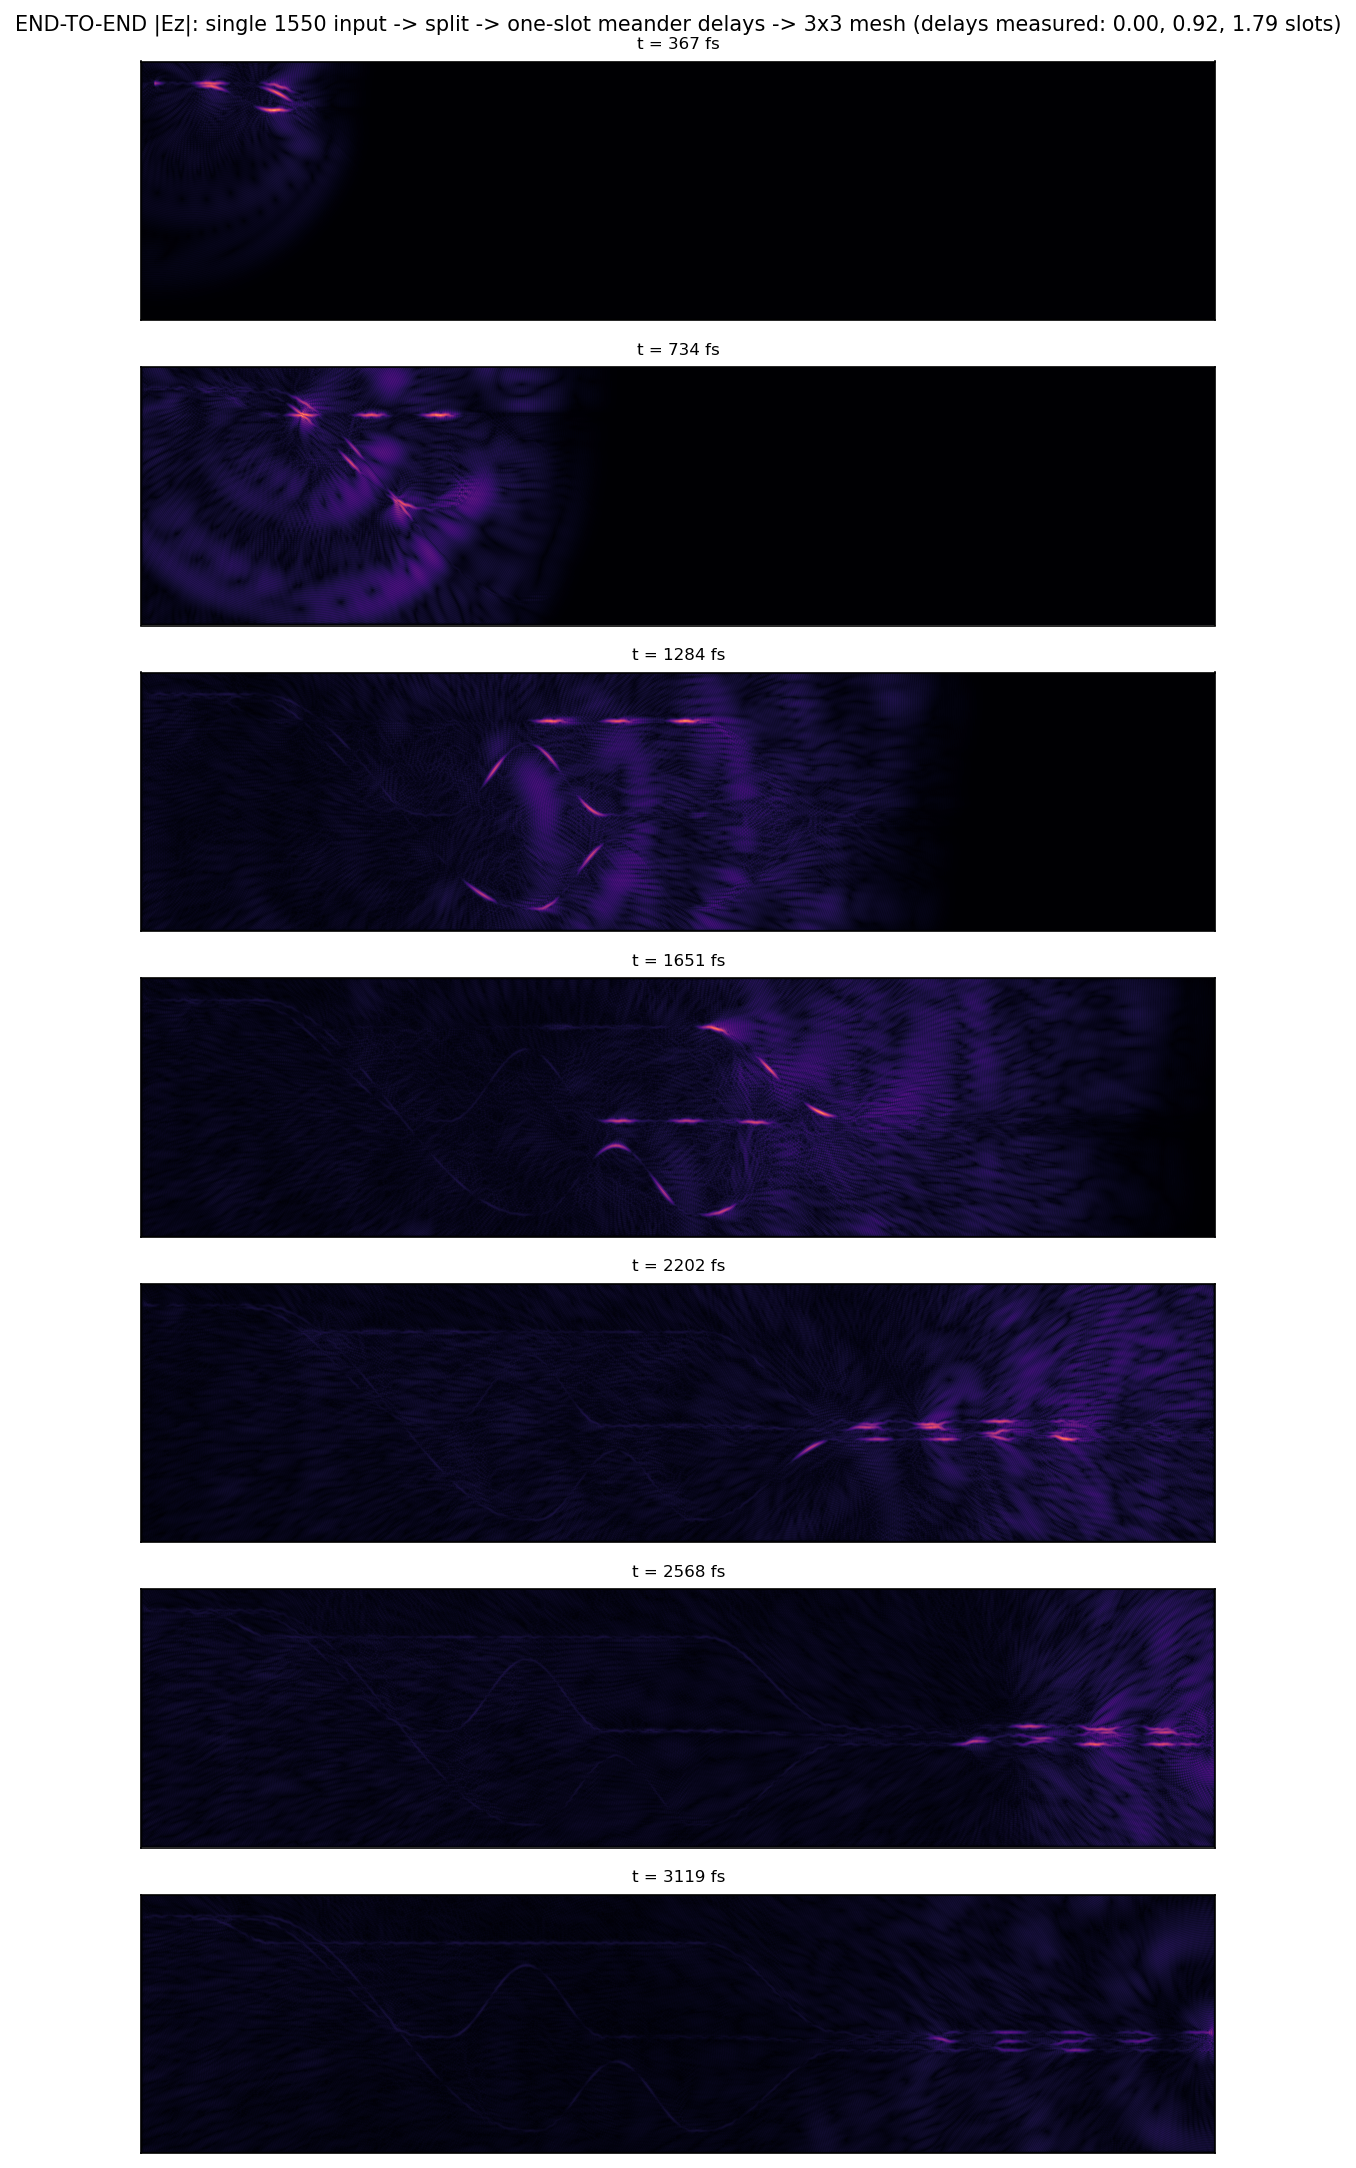 END-TO-END |Ez|: single 1550 input -> split -> one-slot meander delays -> 3x3 mesh (delays measured: 0.00, 0.92, 1.79 slots)
t = 367 fs
t = 734 fs
t = 1284 fs
t = 1651 fs
t = 2202 fs
t = 2568 fs
t = 3119 fs